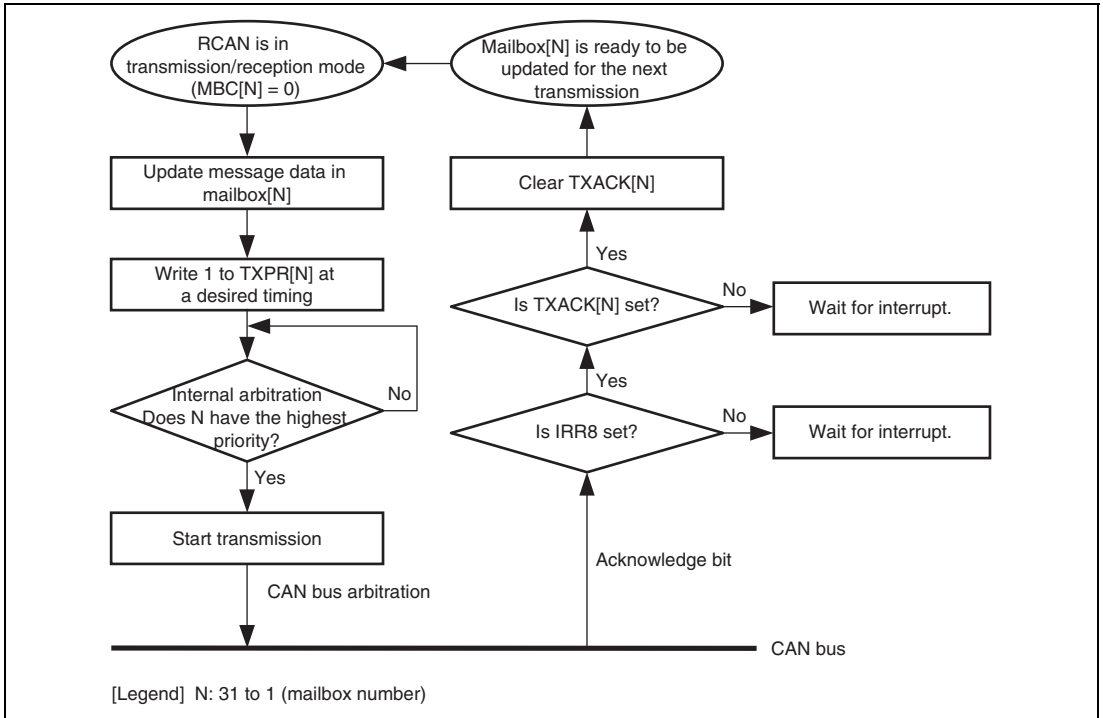 RCAN is in
transmission/reception mode
(MBC[N] = 0)
Update message data in
mailbox[N]
Write 1 to TXPR[N] at
a desired timing
Internal arbitration
Does N have the highest
priority?
No
Yes
Start transmission
CAN bus arbitration
CAN bus
Acknowledge bit
Is IRR8 set?
No
Wait for interrupt.
Yes
Is TXACK[N] set?
No
Wait for interrupt.
Yes
Clear TXACK[N]
Mailbox[N] is ready to be
updated for the next
transmission
[Legend] N: 31 to 1 (mailbox number)